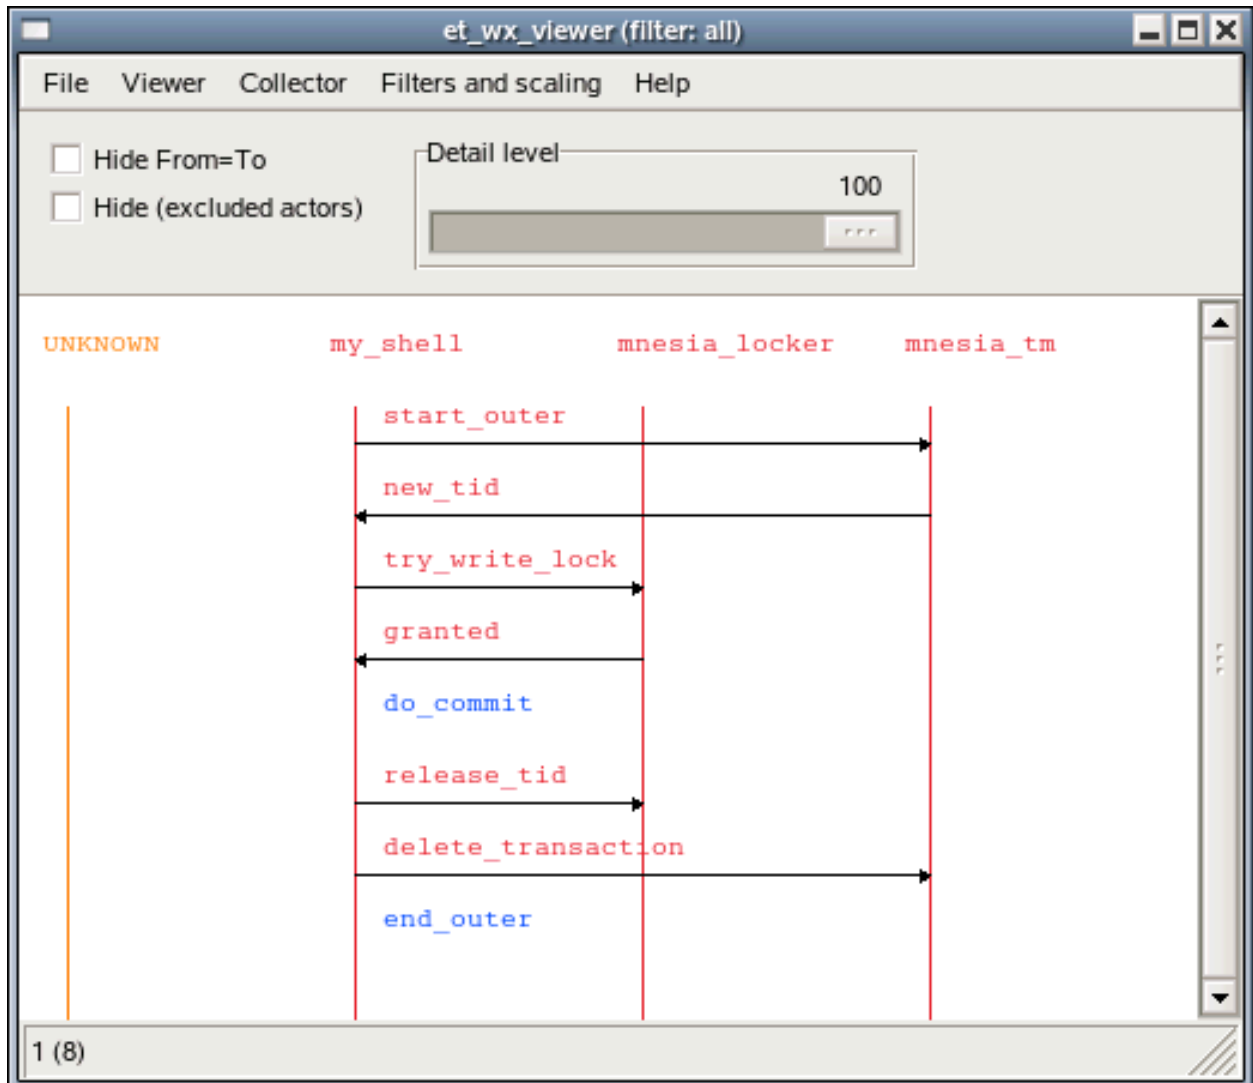 et_wx_viewer (filter: all)
File Viewer Collector Filters and scaling Help
Hide From=To
Hide (excluded actors)
Detail level
100
UNKNOWN my_shell mnesia_locker mnesia_tm
start_outer
new_tid
try_write_lock
granted
do_commit
release_tid
delete_transaction
end_outer
1 (8)